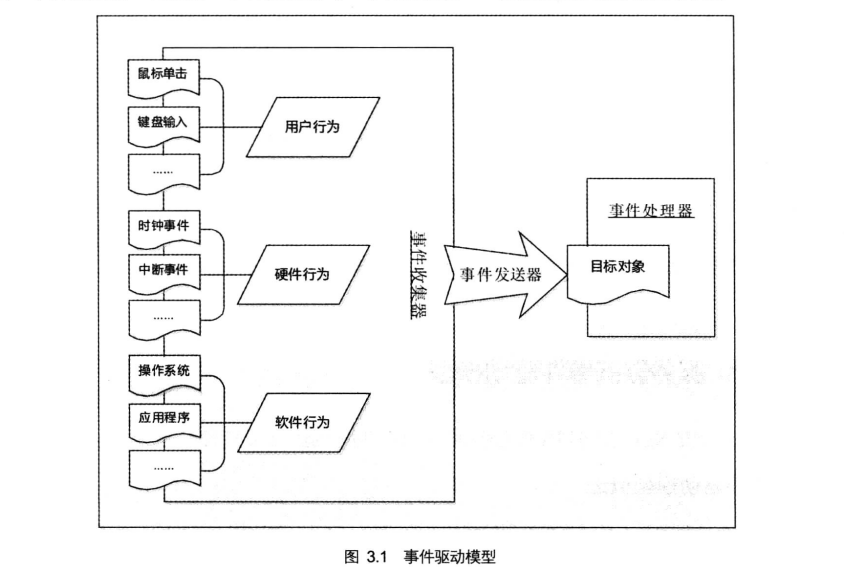 鼠标单击
键盘输入
……
用户行为
时钟事件
中断事件
……
硬件行为
操作系统
应用程序
……
软件行为
事件收集器
事件发送器
事件处理器
目标对象
图 3.1 事件驱动模型